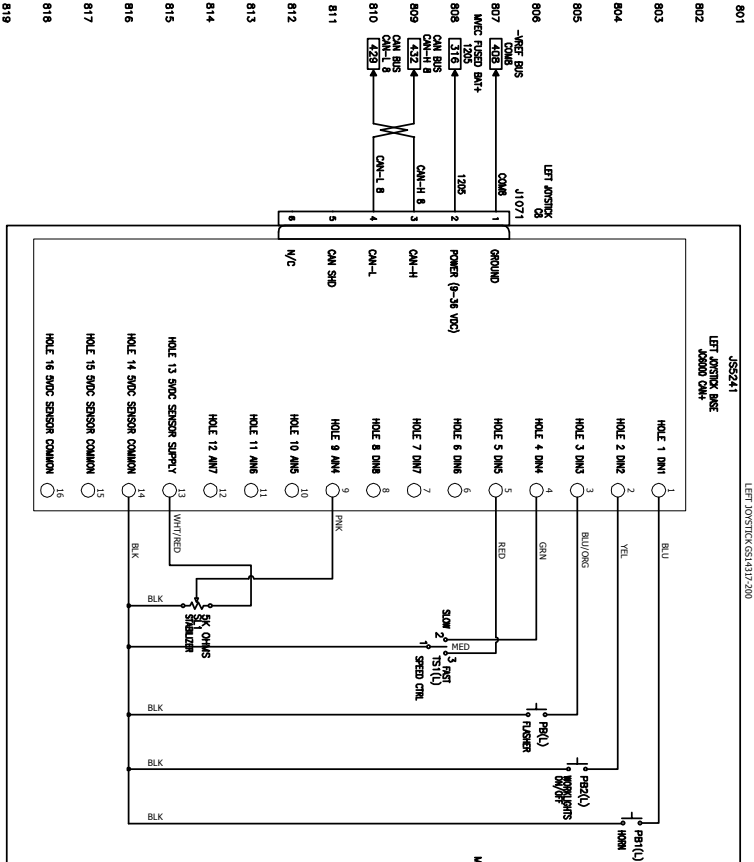 801
802
803
804
805
806
807
808
809
810
811
812
813
814
815
816
817
818
819
-VREF BUS
COM8
408
MVEC FUSED BAT+
1205
316
CAN BUS
CAN-H 8
432
CAN BUS
CAN-L 8
429
COM8
1205
CAN-H 8
CAN-L 8
LEFT JOYSTICK
C8
J1071
1
2
3
4
5
6
GROUND
POWER (9-36 VDC)
CAN-H
CAN-L
CAN SHD
N/C
JS5241
LEFT JOYSTICK BASE
JC6000 CAN+
LEFT JOYSTICK GS14317-200
HOLE 1 DIN1
HOLE 2 DIN2
HOLE 3 DIN3
HOLE 4 DIN4
HOLE 5 DIN5
HOLE 6 DIN6
HOLE 7 DIN7
HOLE 8 DIN8
HOLE 9 AIN4
HOLE 10 AIN5
HOLE 11 AIN6
HOLE 12 AIN7
HOLE 13 5VDC SENSOR SUPPLY
HOLE 14 5VDC SENSOR COMMON
HOLE 15 5VDC SENSOR COMMON
HOLE 16 5VDC SENSOR COMMON
1
2
3
4
5
6
7
8
9
10
11
12
13
14
15
16
BLU
YEL
BLU/ORG
GRN
RED
PNK
WHT/RED
BLK
5K OHMS
SL1
STABILIZER
BLK
SLOW
2
MED
1
3
FAST
TS1(L)
SPEED CTRL
PB(L)
FLASHER
BLK
PB2(L)
WORKLIGHTS
ON/OFF
BLK
PB1(L)
HORN
BLK